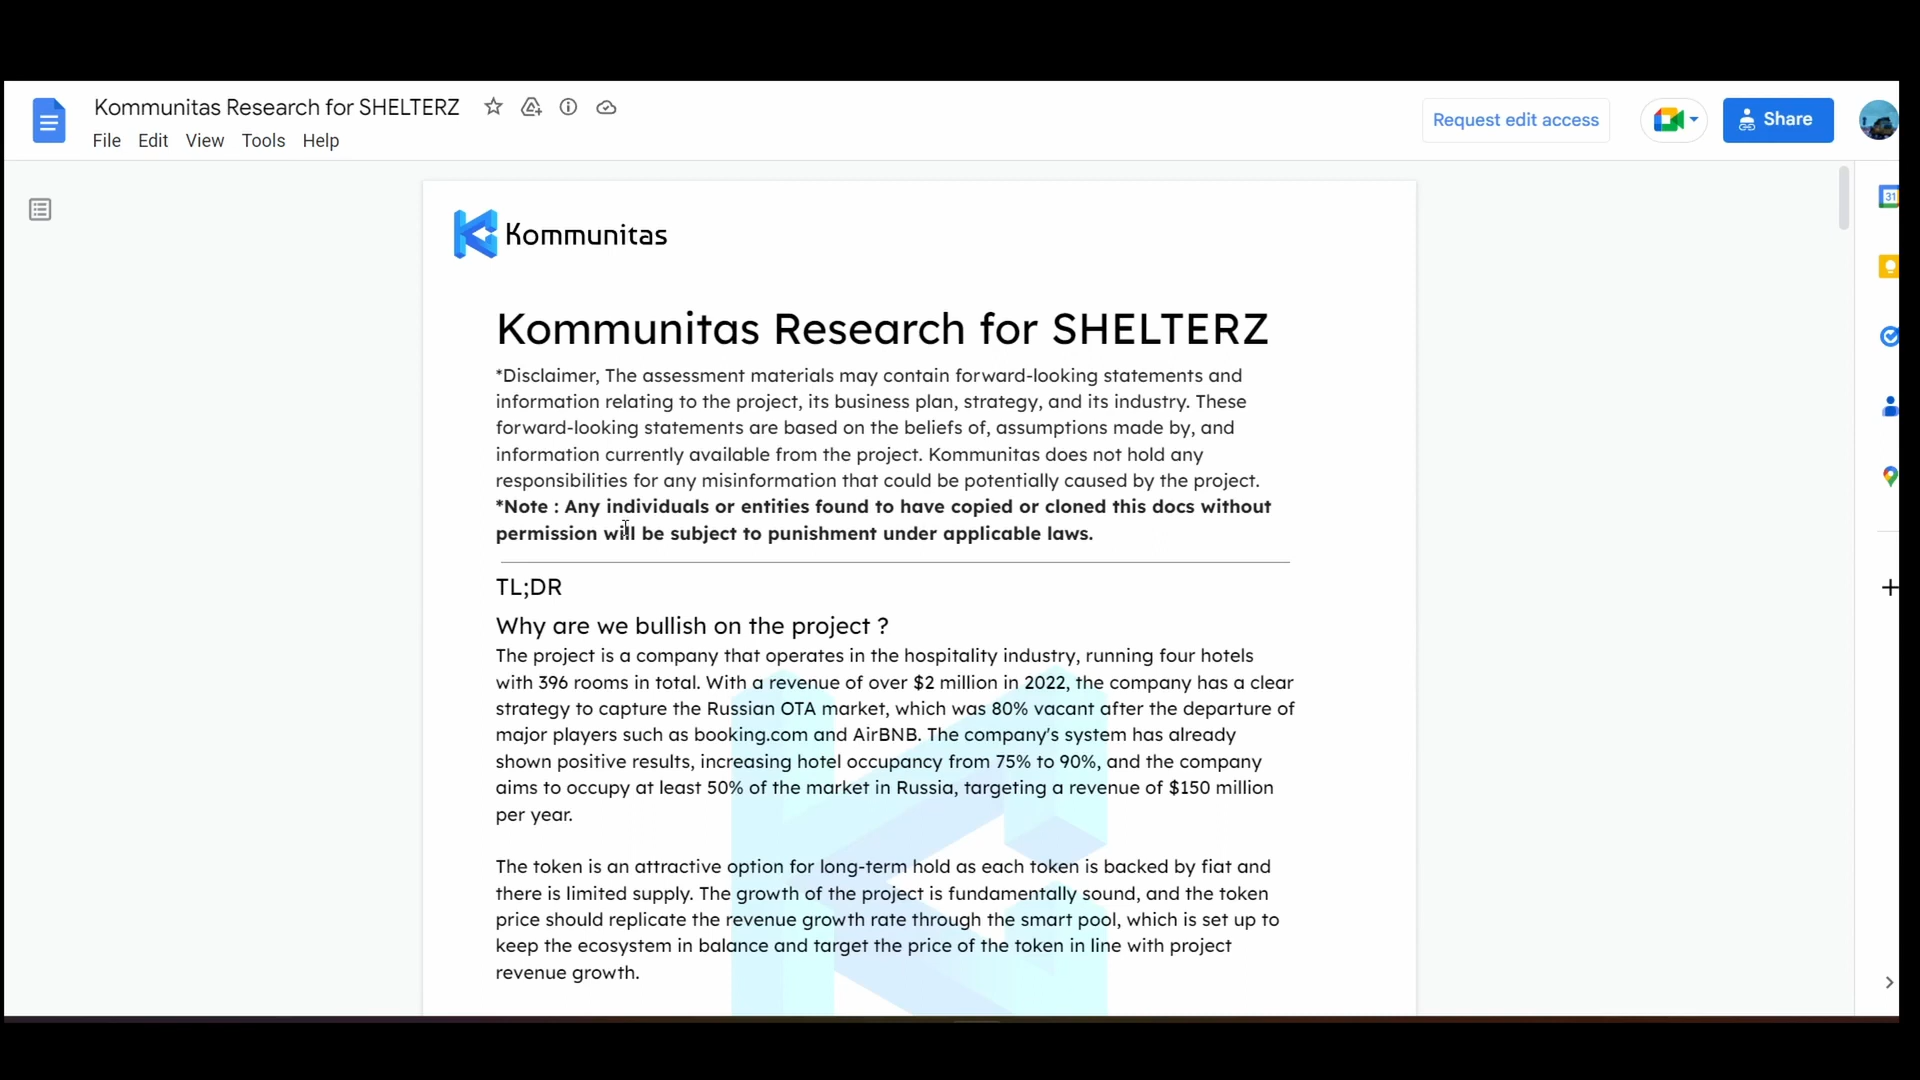 Kommunitas Research for SHELTERZ
Request edit access
Share
File Edit View Tools Help
31
Kommunitas
Kommunitas Research for SHELTERZ
*Disclaimer, The assessment materials may contain forward-looking statements and
information relating to the project, its business plan, strategy, and its industry. These
forward-looking statements are based on the beliefs of, assumptions made by, and
information currently available from the project. Kommunitas does not hold any
responsibilities for any misinformation that could be potentially caused by the project.
*Note : Any individuals or entities found to have copied or cloned this docs without
permission will be subject to punishment under applicable laws.
TL;DR
Why are we bullish on the project ?
The project is a company that operates in the hospitality industry, running four hotels
with 396 rooms in total. With a revenue of over $2 million in 2022, the company has a clear
strategy to capture the Russian OTA market, which was 80% vacant after the departure of
major players such as booking.com and AirBNB. The company's system has already
shown positive results, increasing hotel occupancy from 75% to 90%, and the company
aims to occupy at least 50% of the market in Russia, targeting a revenue of $150 million
per year.
The token is an attractive option for long-term hold as each token is backed by fiat and
there is limited supply. The growth of the project is fundamentally sound, and the token
price should replicate the revenue growth rate through the smart pool, which is set up to
keep the ecosystem in balance and target the price of the token in line with project
revenue growth.